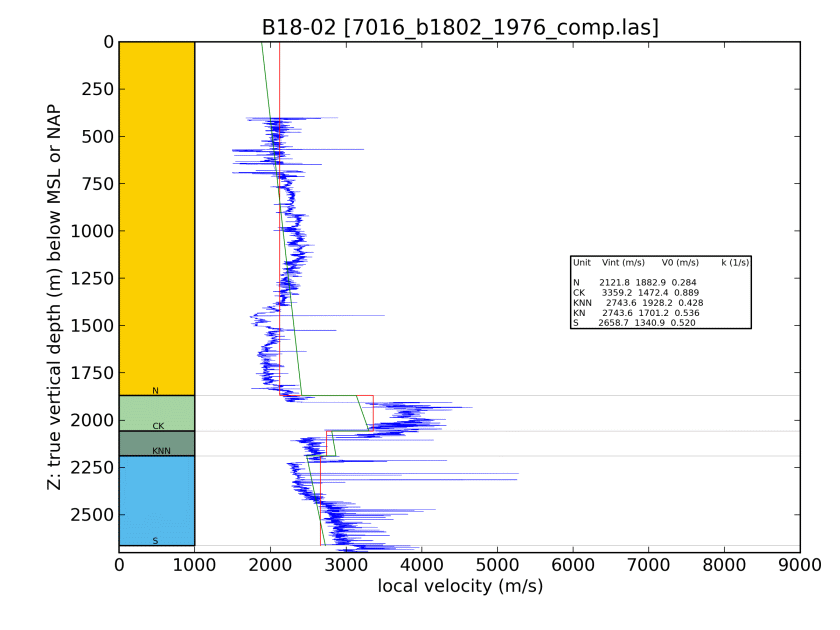 B18-02 [7016_b1802_1976_comp.las]
Z: true vertical depth (m) below MSL or NAP
0
250
500
750
1000
1250
1500
1750
2000
2250
2500
N
CK
KNN
S
Unit Vint (m/s) V0 (m/s) k (1/s)
N 2121.8 1882.9 0.284
CK 3359.2 1472.4 0.889
KNN 2743.6 1928.2 0.428
KN 2743.6 1701.2 0.536
S 2658.7 1340.9 0.520
0 1000 2000 3000 4000 5000 6000 7000 8000 9000
local velocity (m/s)